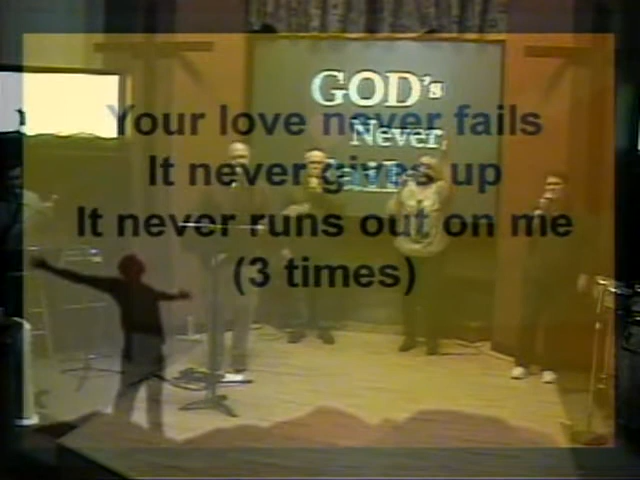 GOD's
Never
Your love never fails
It never gives up
It never runs out on me
(3 times)